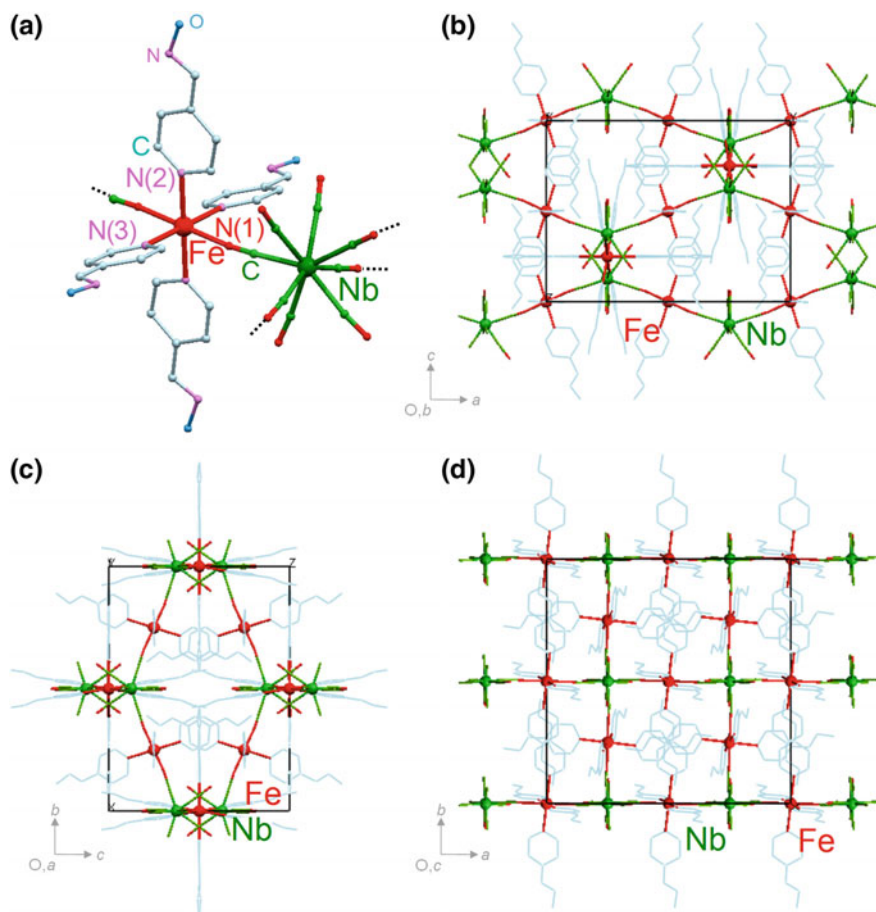 (a)
O
N
C
N(2)
N(3)
N(1)
Fe
C
Nb
(b)
Fe
Nb
c
O,b
a
(c)
Z
Fe
Nb
b
O,a
c
(d)
Nb
Fe
b
O,c
a